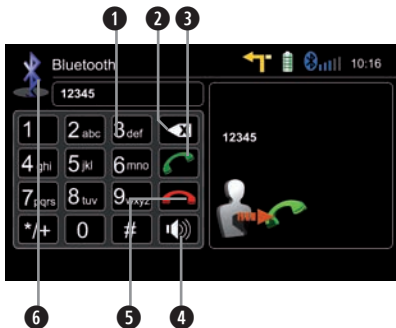 1 2 3
Bluetooth 10:16
12345
1 2 abc 3 def
4 ghi 5 jkl 6 mno
12345
7 pqrs 8 tuv 9 wxyz
*/+ 0 #
6 5 4